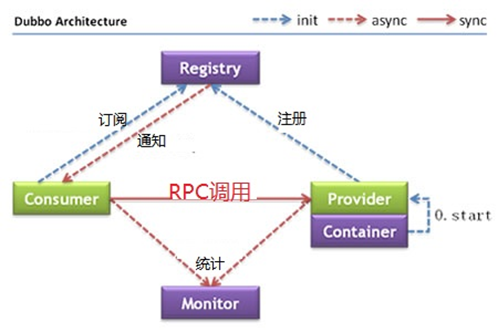 Dubbo Architecture
init
async
sync
Registry
订阅
注册
通知
Consumer
RPC调用
Provider
Container
0.start
统计
Monitor